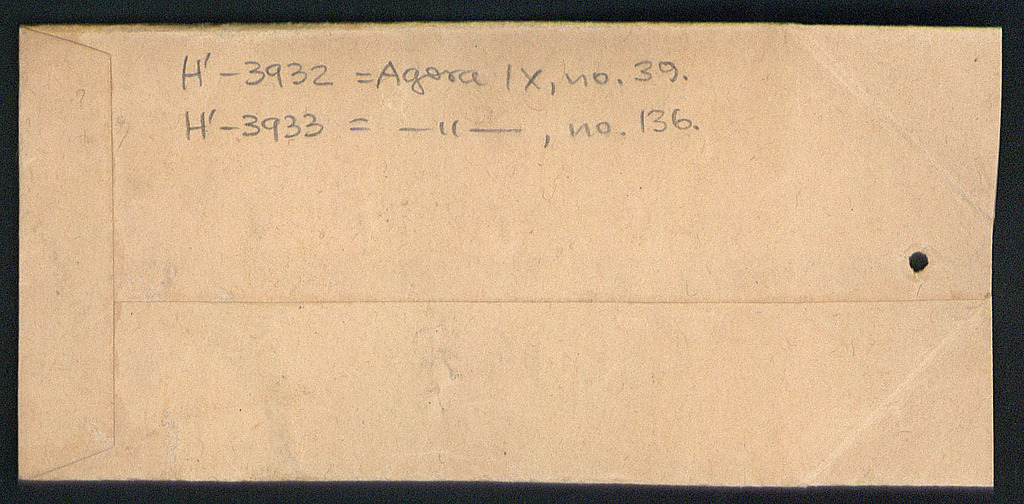 H'-3932 = Agora IX, no. 39.
H'-3933 = —〃—, no. 136.